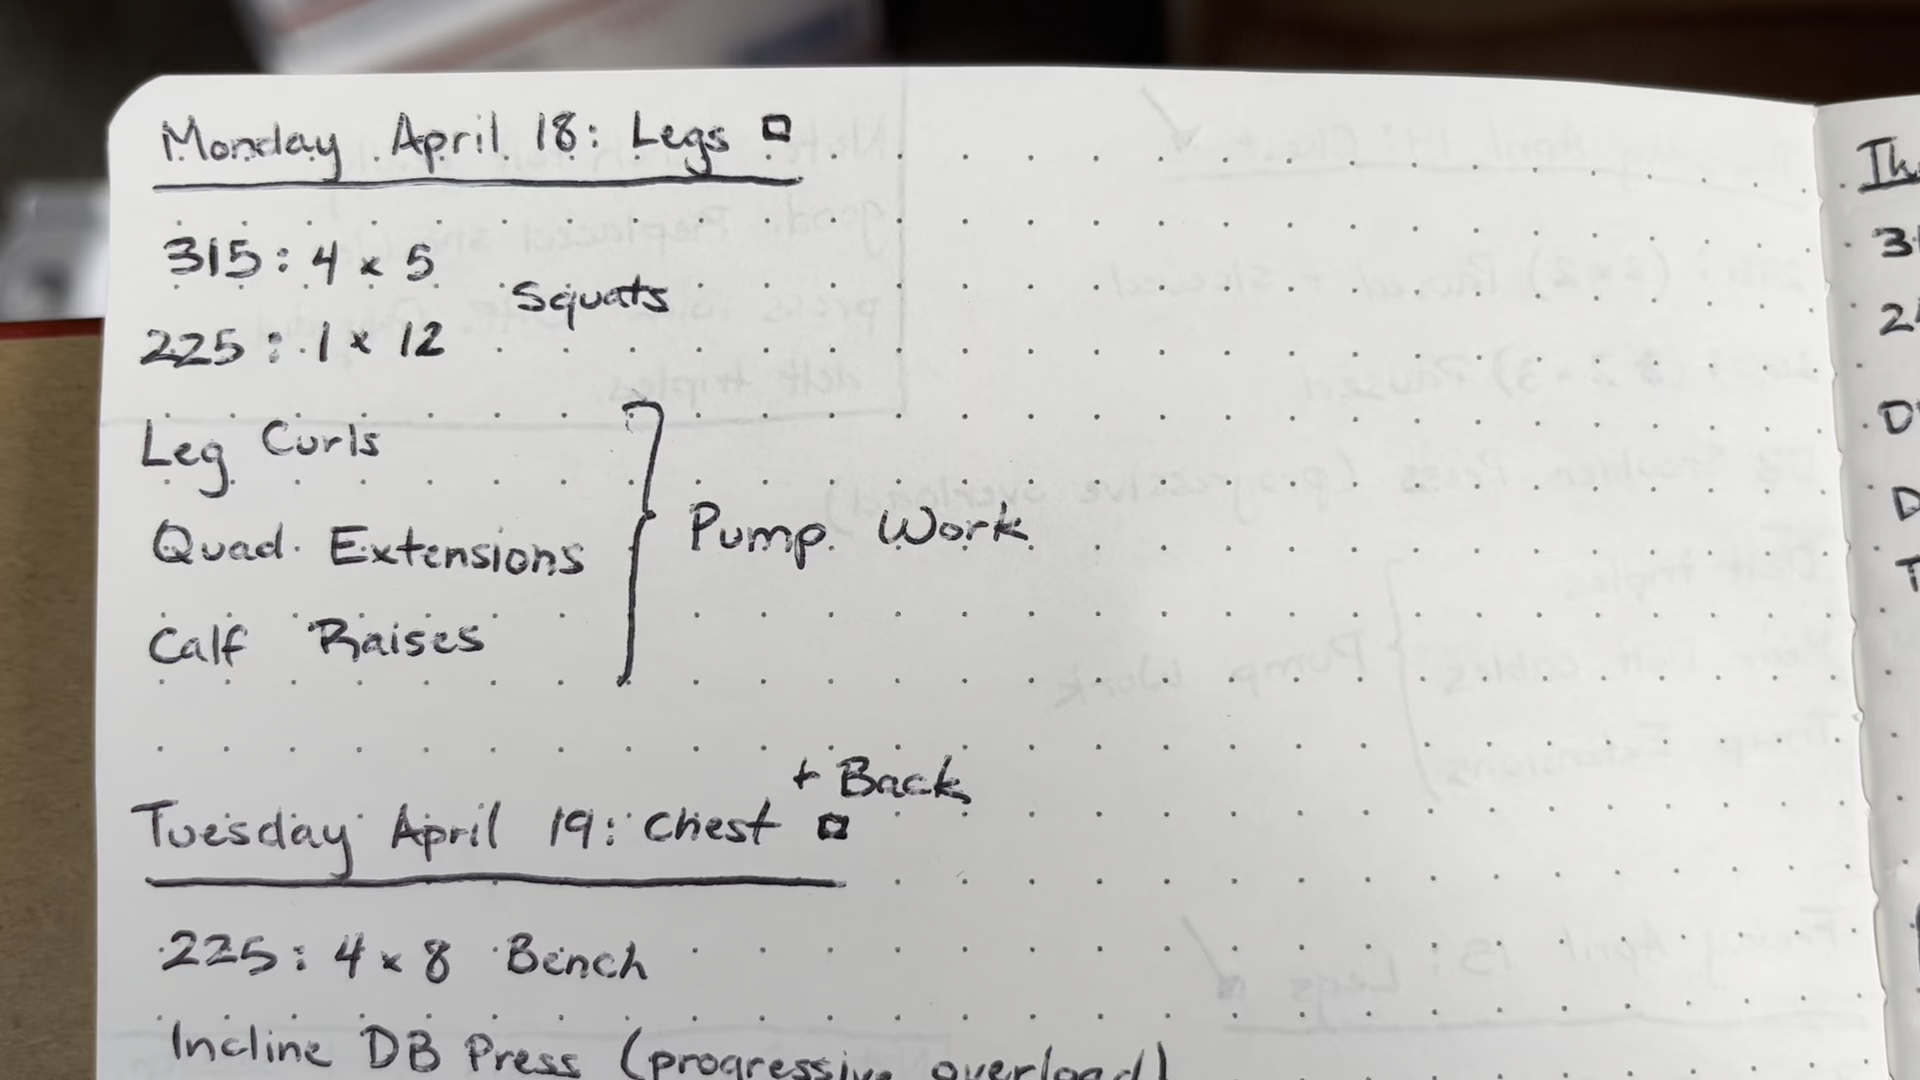 Monday April 18: Legs
315: 4 x 5
Squats
225: 1 x 12
Leg Curls
Quad Extensions
Calf Raises
Pump Work
+ Back
Tuesday April 19: Chest
225: 4 x 8 Bench
Incline DB Press (progressive overload)